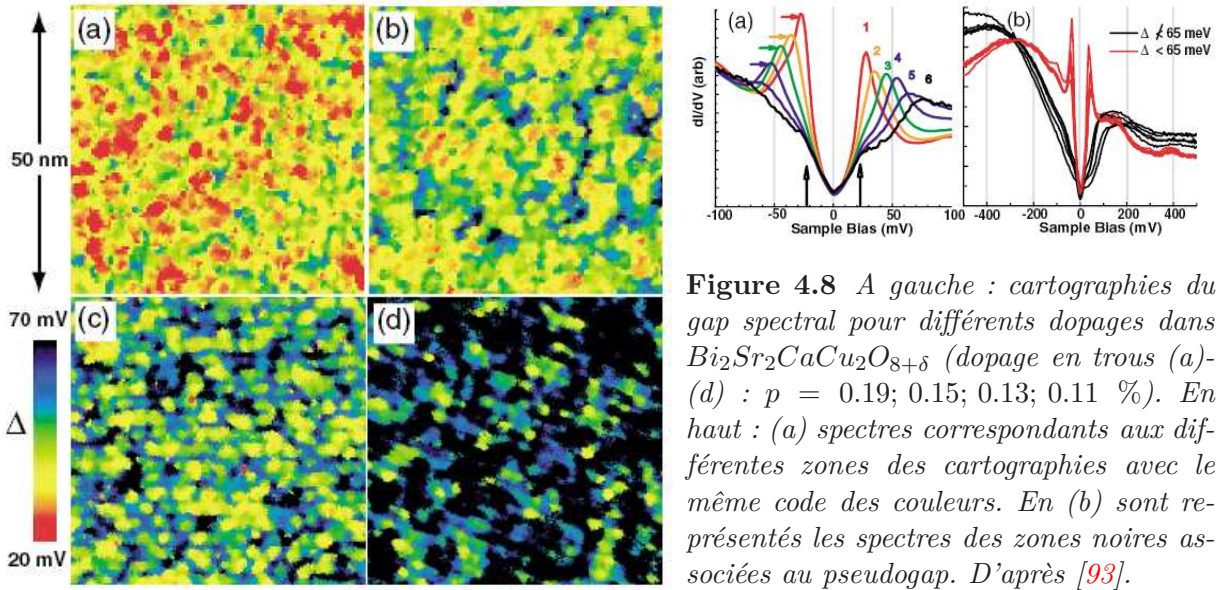 (a)
(b)
50 nm
(c)
(d)
70 mV
Δ
20 mV
(a)
1
2
3
4
5
6
dI/dV (arb)
-100
-50
0
50
100
Sample Bias (mV)
(b)
Δ ≮ 65 meV
Δ < 65 meV
-400
-200
0
200
400
Sample Bias (mV)
Figure 4.8 A gauche : cartographies du
gap spectral pour différents dopages dans
Bi₂Sr₂CaCu₂O₈₊δ (dopage en trous (a)-
(d) : p = 0.19; 0.15; 0.13; 0.11 %). En
haut : (a) spectres correspondants aux dif-
férentes zones des cartographies avec le
même code des couleurs. En (b) sont re-
présentés les spectres des zones noires as-
sociées au pseudogap. D'après [93].